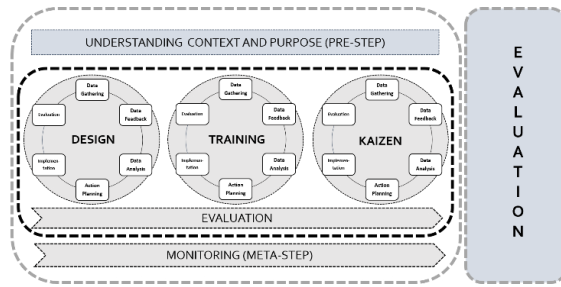 UNDERSTANDING CONTEXT AND PURPOSE (PRE-STEP)
Data
Gathering
Data
Feedback
Data
Analysis
Action
Planning
Implemen-
tation
Evaluation
DESIGN
Data
Gathering
Data
Feedback
Data
Analysis
Action
Planning
Implemen-
tation
Evaluation
TRAINING
Data
Gathering
Data
Feedback
Data
Analysis
Action
Planning
Implemen-
tation
Evaluation
KAIZEN
EVALUATION
MONITORING (META-STEP)
EVALUATION